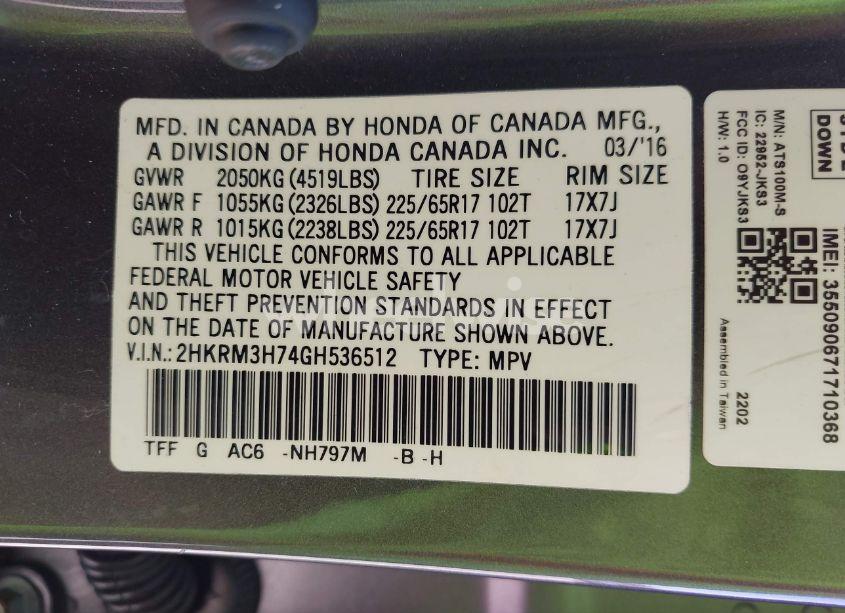 MFD. IN CANADA BY HONDA OF CANADA MFG.,
A DIVISION OF HONDA CANADA INC. 03/'16
GVWR 2050KG (4519LBS) TIRE SIZE RIM SIZE
GAWR F 1055KG (2326LBS) 225/65R17 102T 17X7J
GAWR R 1015KG (2238LBS) 225/65R17 102T 17X7J
THIS VEHICLE CONFORMS TO ALL APPLICABLE
FEDERAL MOTOR VEHICLE SAFETY
AND THEFT PREVENTION STANDARDS IN EFFECT
ON THE DATE OF MANUFACTURE SHOWN ABOVE.
V.I.N.: 2HKRM3H74GH536512 TYPE: MPV
TFF G AC6 -NH797M -B -H
DOWN
M/N: ATS100M-S
IC: 22952-JKS3
FCC ID: O9YJKS3
H/W: 1.0
IMEI: 355090671710368
Assembled in Taiwan
2202